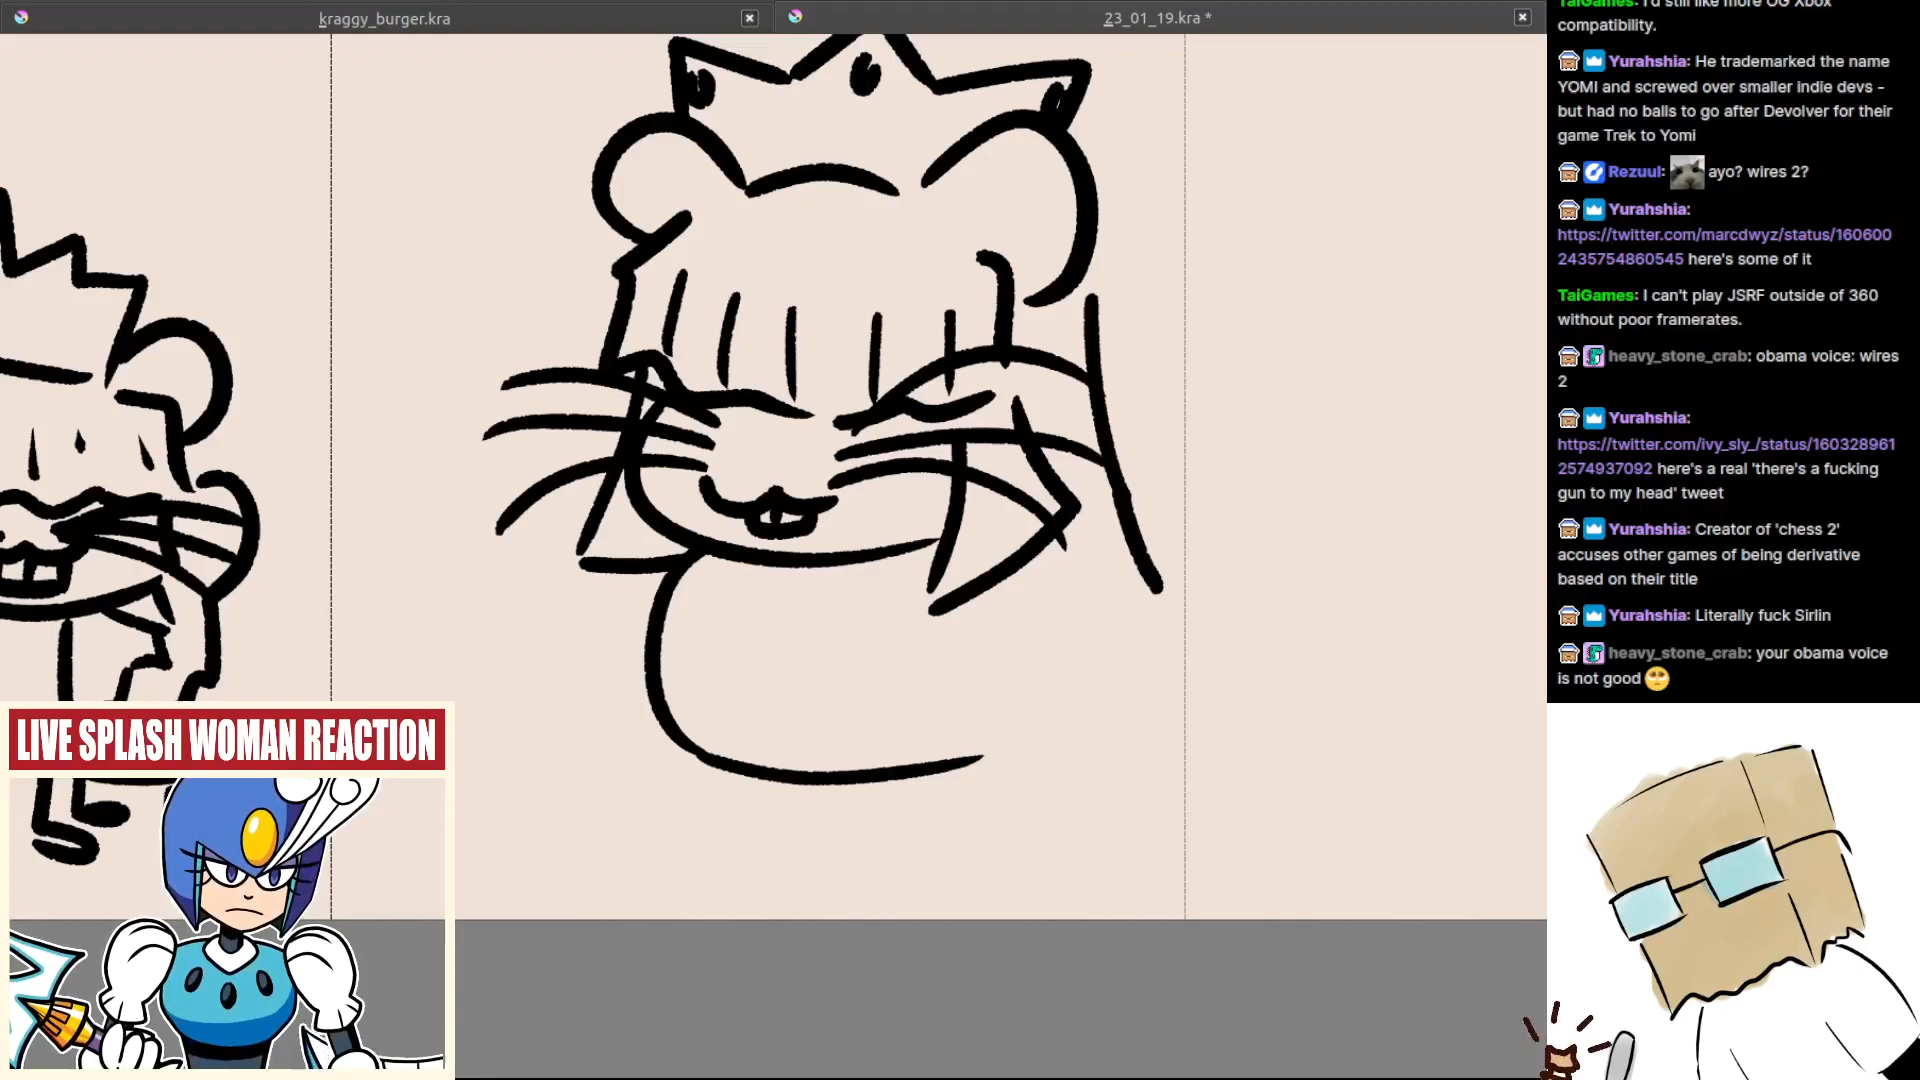 kraggy_burger.kra
23_01_19.kra *
TaiGames: I'd still like more OG Xbox
compatibility.
Yurahshia: He trademarked the name
YOMI and screwed over smaller indie devs -
but had no balls to go after Devolver for their
game Trek to Yomi
Rezuul: ayo? wires 2?
Yurahshia:
https://twitter.com/marcdwyz/status/160600
2435754860545 here's some of it
TaiGames: I can't play JSRF outside of 360
without poor framerates.
heavy_stone_crab: obama voice: wires
2
Yurahshia:
https://twitter.com/ivy_sly_/status/160328961
2574937092 here's a real 'there's a fucking
gun to my head' tweet
Yurahshia: Creator of 'chess 2'
accuses other games of being derivative
based on their title
Yurahshia: Literally fuck Sirlin
heavy_stone_crab: your obama voice
is not good
LIVE SPLASH WOMAN REACTION